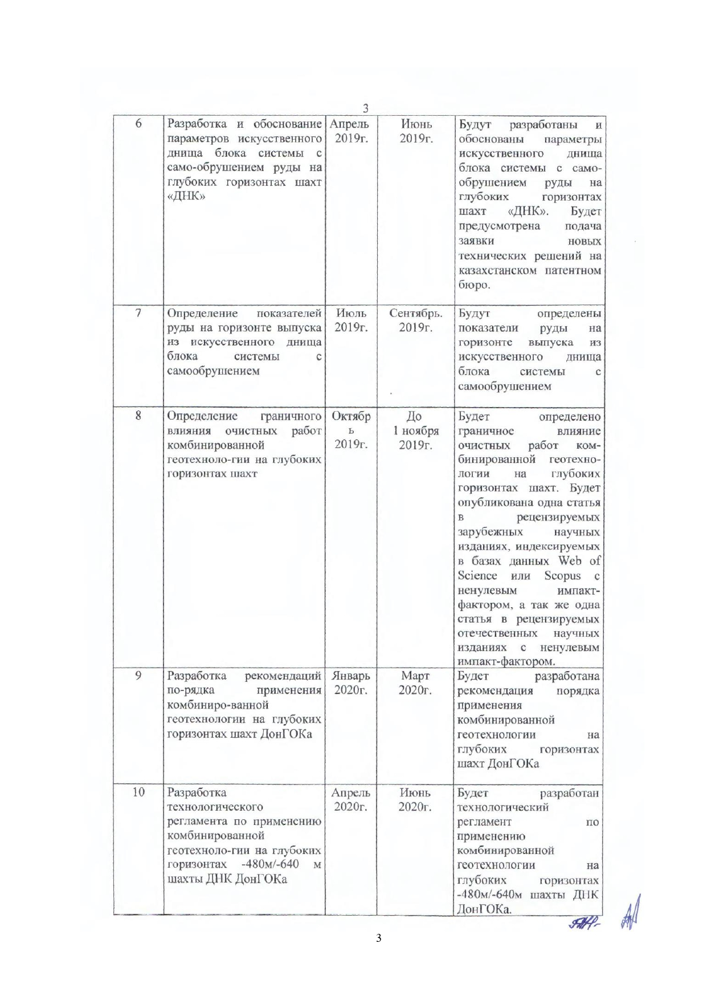 3
6
Разработка и обоснование
параметров искусственного
днища блока системы с
само-обрушением руды на
глубоких горизонтах шахт
«ДНК»
Апрель
2019г.
Июнь
2019г.
Будут разработаны и
обоснованы параметры
искусственного днища
блока системы с само-
обрушением руды на
глубоких горизонтах
шахт «ДНК». Будет
предусмотрена подача
заявки новых
технических решений на
казахстанском патентном
бюро.
7
Определение показателей
руды на горизонте выпуска
из искусственного днища
блока системы с
самообрушением
Июль
2019г.
Сентябрь.
2019г.
Будут определены
показатели руды на
горизонте выпуска из
искусственного днища
блока системы с
самообрушением
8
Определение граничного
влияния очистных работ
комбинированной
геотехноло-гии на глубоких
горизонтах шахт
Октябр
ь
2019г.
До
1 ноября
2019г.
Будет определено
граничное влияние
очистных работ ком-
бинированной геотехно-
логии на глубоких
горизонтах шахт. Будет
опубликована одна статья
в рецензируемых
зарубежных научных
изданиях, индексируемых
в базах данных Web of
Science или Scopus с
ненулевым импакт-
фактором, а так же одна
статья в рецензируемых
отечественных научных
изданиях с ненулевым
импакт-фактором.
9
Разработка рекомендаций
по-рядка применения
комбиниро-ванной
геотехнологии на глубоких
горизонтах шахт ДонГОКа
Январь
2020г.
Март
2020г.
Будет разработана
рекомендация порядка
применения
комбинированной
геотехнологии на
глубоких горизонтах
шахт ДонГОКа
10
Разработка
технологического
регламента по применению
комбинированной
геотехноло-гии на глубоких
горизонтах -480м/-640 м
шахты ДНК ДонГОКа
Апрель
2020г.
Июнь
2020г.
Будет разработан
технологический
регламент по
применению
комбинированной
геотехнологии на
глубоких горизонтах
-480м/-640м шахты ДНК
ДонГОКа.
3